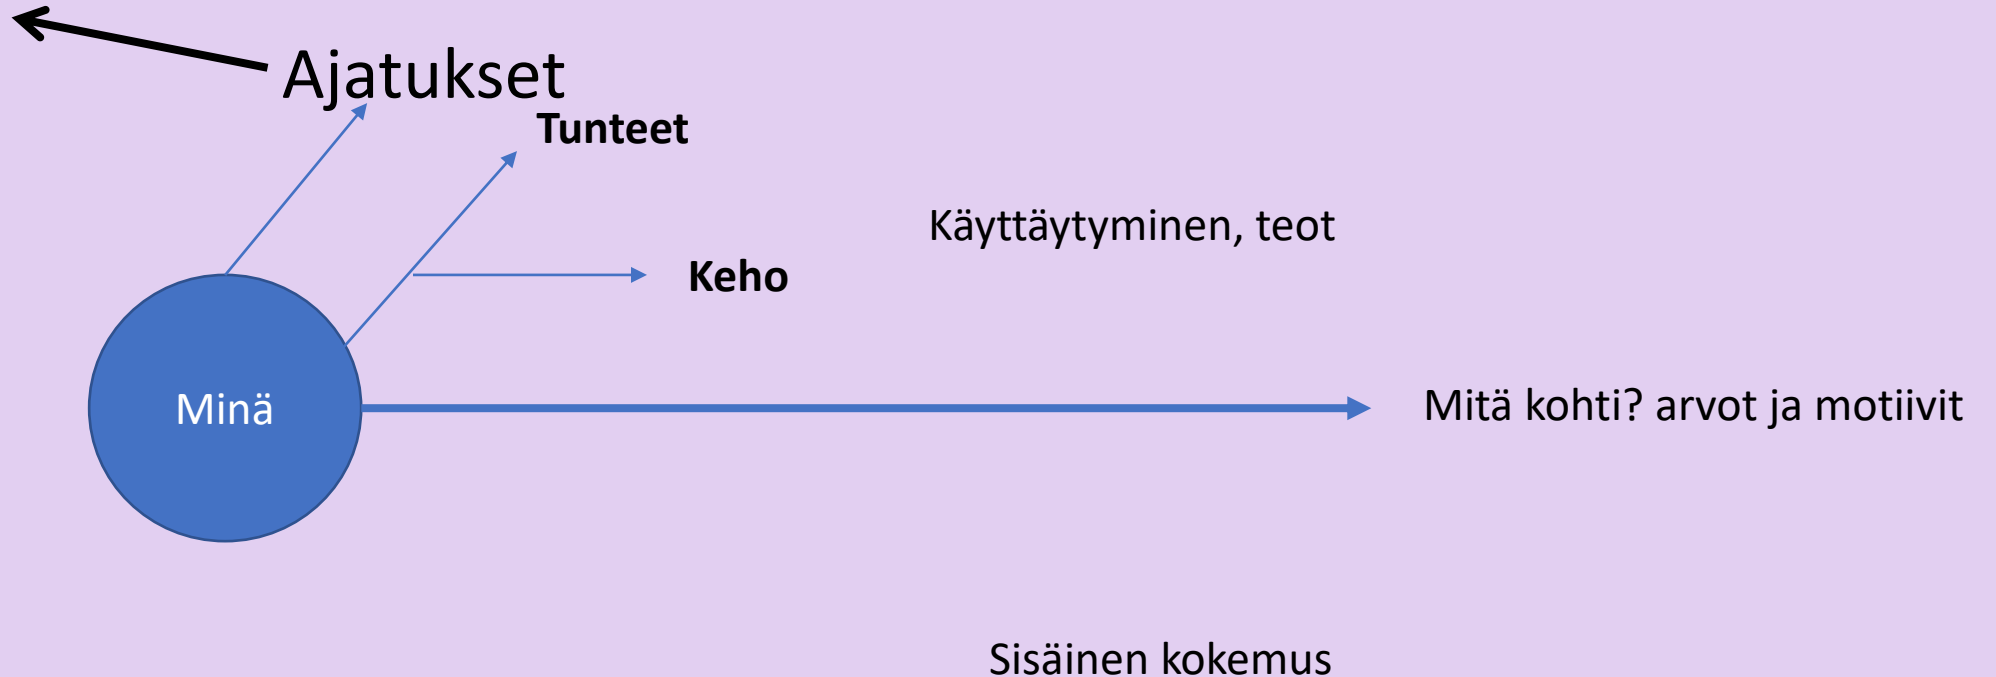 Ajatukset
Tunteet
Käyttäytyminen, teot
Keho
Minä
Mitä kohti? arvot ja motiivit
Sisäinen kokemus